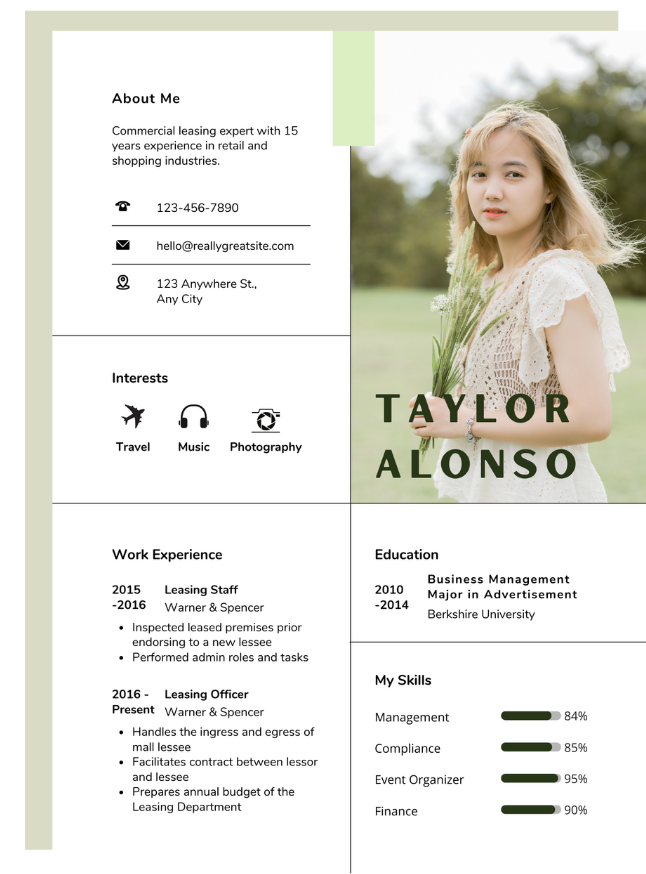 About Me
Commercial leasing expert with 15
years experience in retail and
shopping industries.
123-456-7890
hello@reallygreatsite.com
123 Anywhere St.,
Any City
TAYLOR
ALONSO
Interests
Travel Music Photography
Work Experience
2015 Leasing Staff
-2016 Warner & Spencer
• Inspected leased premises prior
endorsing to a new lessee
• Performed admin roles and tasks
2016 - Leasing Officer
Present Warner & Spencer
• Handles the ingress and egress of
mall lessee
• Facilitates contract between lessor
and lessee
• Prepares annual budget of the
Leasing Department
Education
2010
-2014
Business Management
Major in Advertisement
Berkshire University
My Skills
Management 84%
Compliance 85%
Event Organizer 95%
Finance 90%